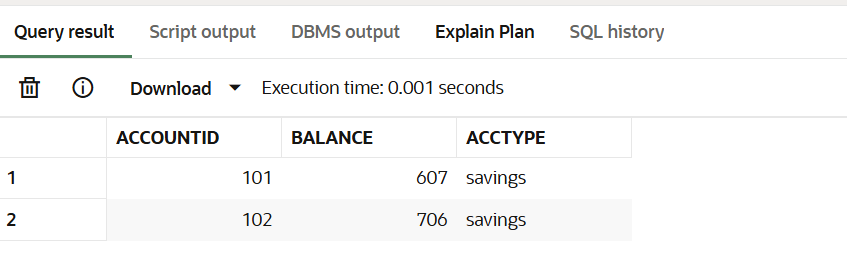 Query result Script output DBMS output Explain Plan SQL history
Download Execution time: 0.001 seconds
ACCOUNTID BALANCE ACCTYPE
1 101 607 savings
2 102 706 savings